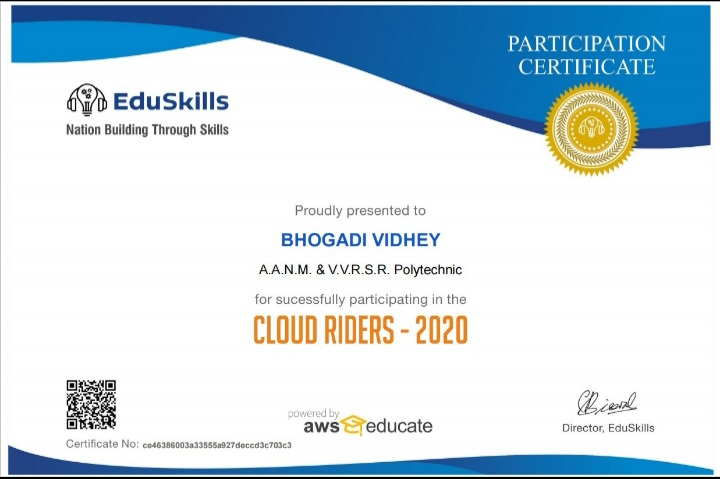 PARTICIPATION
CERTIFICATE
EduSkills
Nation Building Through Skills
Proudly presented to
BHOGADI VIDHEY
A.A.N.M. & V.V.R.S.R. Polytechnic
for sucessfully participating in the
CLOUD RIDERS - 2020
powered by
aws educate
Director, EduSkills
Certificate No: ce46386003a33555a927deccd3c703c3